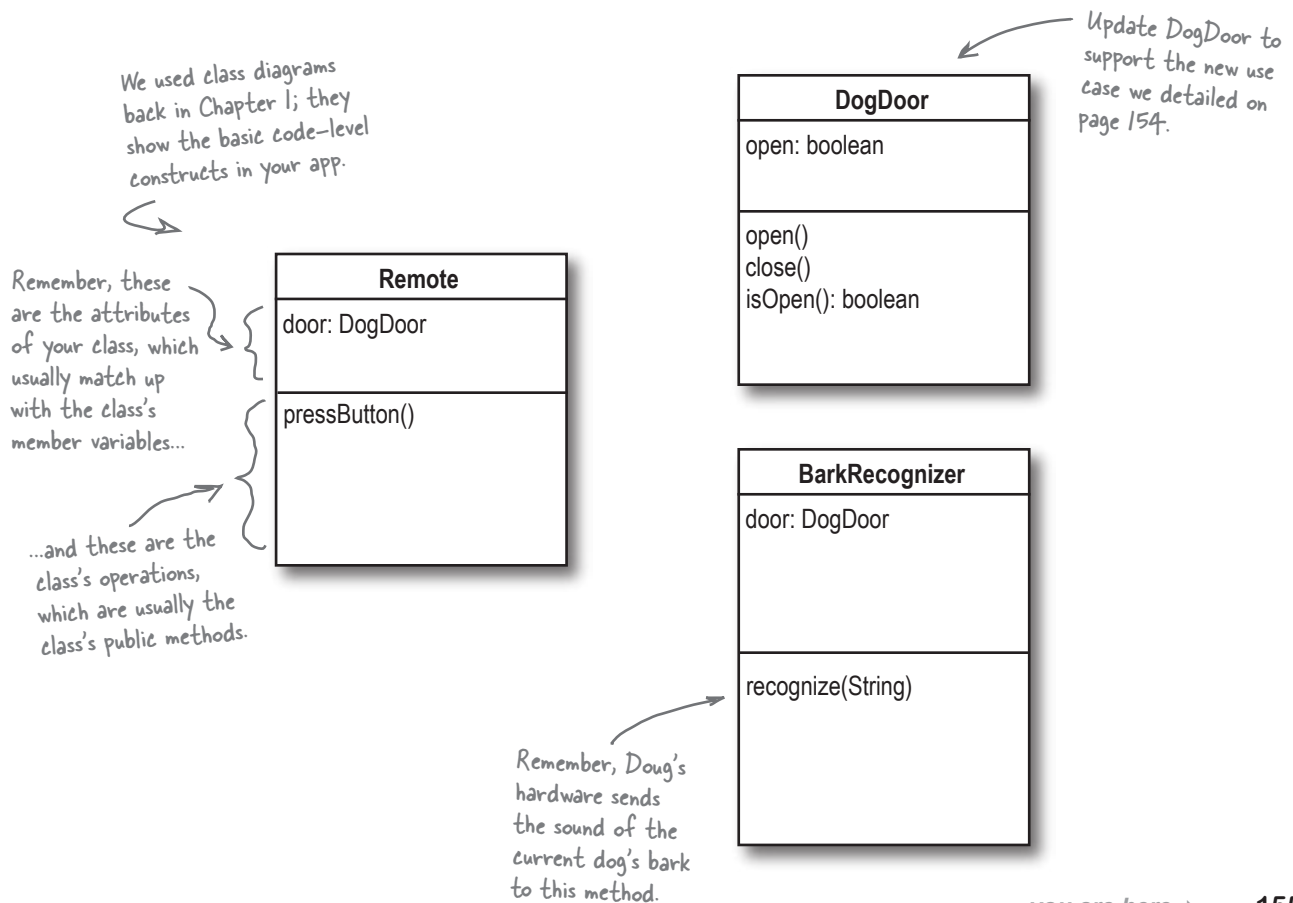 We used class diagrams
back in Chapter 1; they
show the basic code-level
constructs in your app.
Update DogDoor to
support the new use
case we detailed on
page 154.
DogDoor
open: boolean
open()
close()
isOpen(): boolean
Remember, these
are the attributes
of your class, which
usually match up
with the class's
member variables...
Remote
door: DogDoor
pressButton()
...and these are the
class's operations,
which are usually the
class's public methods.
BarkRecognizer
door: DogDoor
recognize(String)
Remember, Doug's
hardware sends
the sound of the
current dog's bark
to this method.